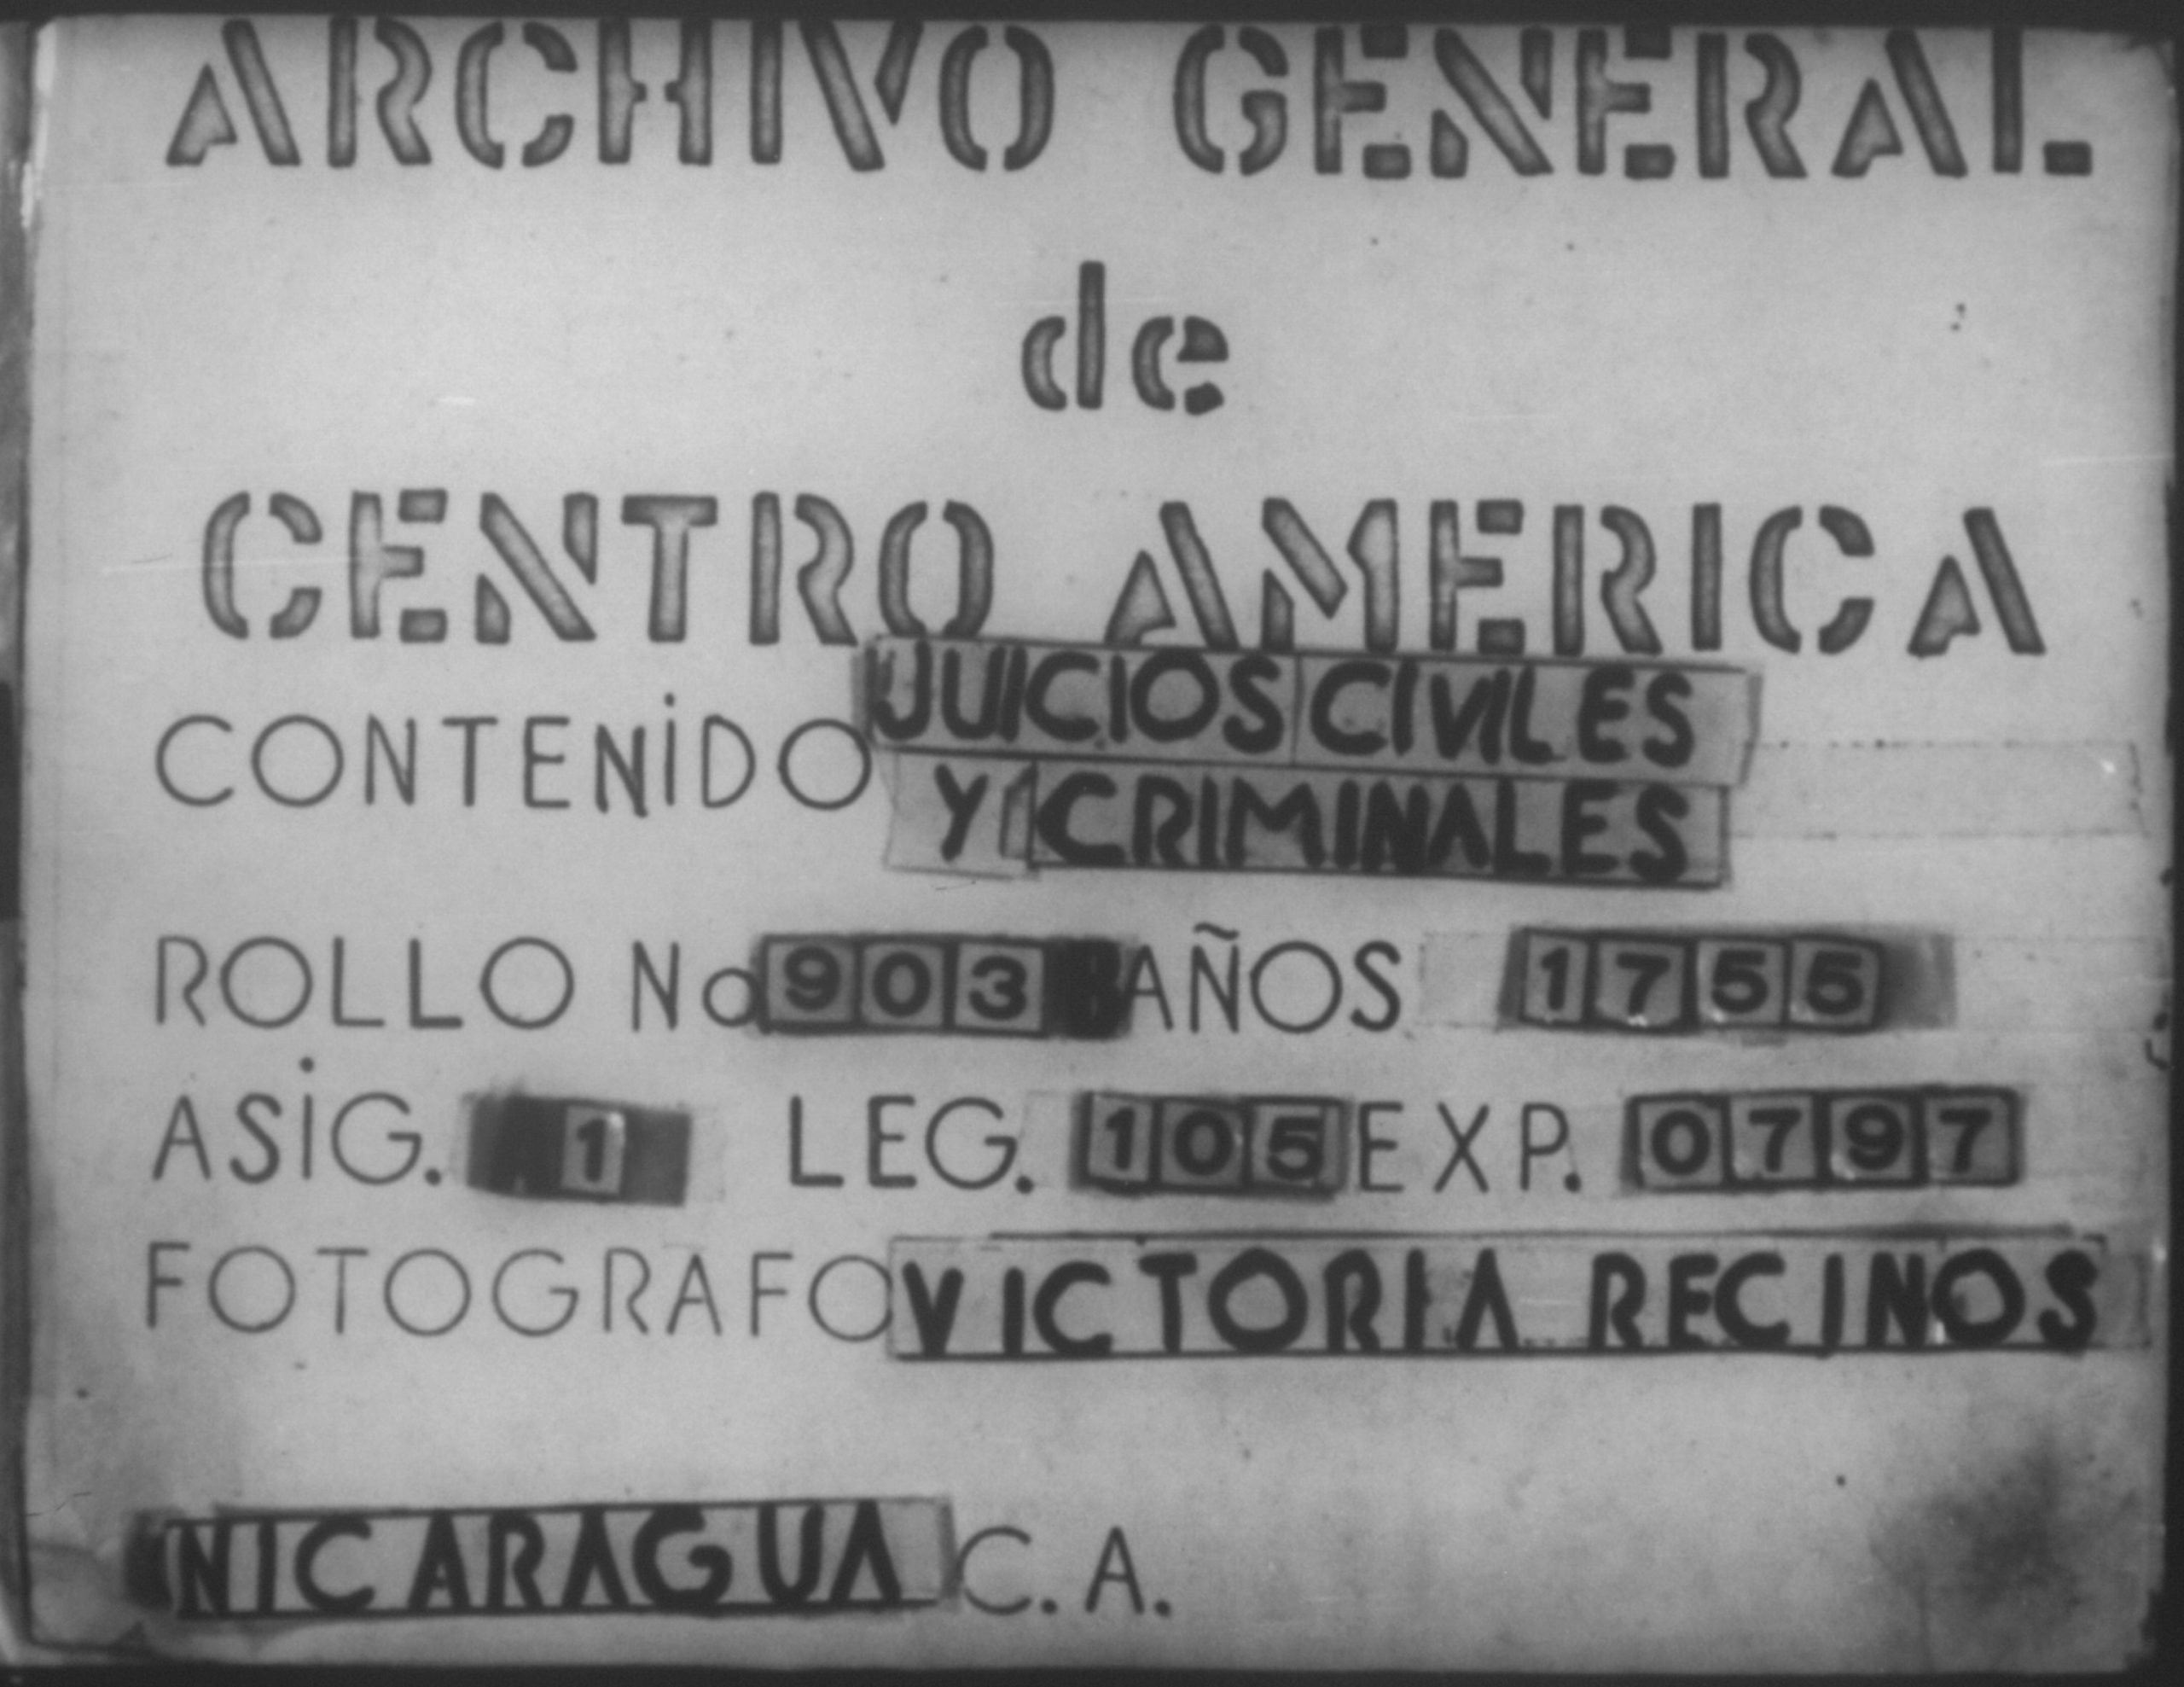 ARCHIVO GENERAL
de
CENTRO AMERICA
CONTENiDO JUICIOS CIVILES
Y CRIMINALES
ROLLO No 903 AÑOS 1755
ASiG. 1 LEG. 105 EXP. 0797
FOTOGRAFO VICTORIA RECINOS
NICARAGUA C. A.